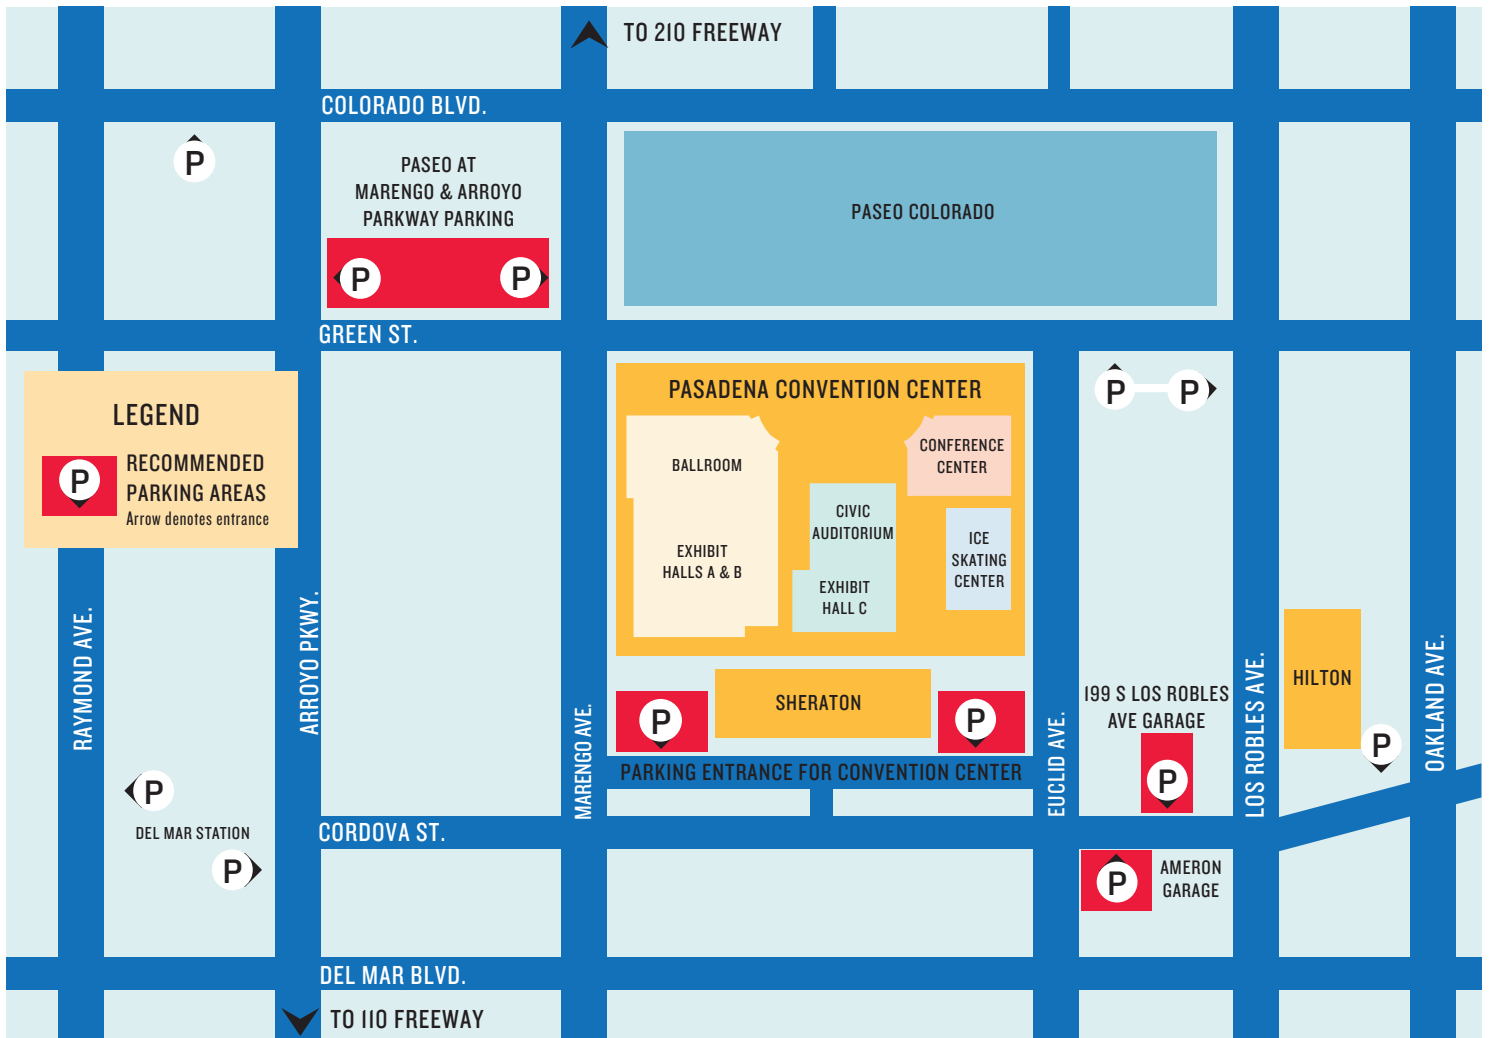 TO 210 FREEWAY
COLORADO BLVD.
P
PASEO AT
MARENGO & ARROYO
PARKWAY PARKING
P
P
PASEO COLORADO
GREEN ST.
LEGEND
P
RECOMMENDED
PARKING AREAS
Arrow denotes entrance
PASADENA CONVENTION CENTER
BALLROOM
EXHIBIT
HALLS A & B
CIVIC
AUDITORIUM
EXHIBIT
HALL C
CONFERENCE
CENTER
ICE
SKATING
CENTER
P
P
RAYMOND AVE.
ARROYO PKWY.
MARENGO AVE.
EUCLID AVE.
LOS ROBLES AVE.
OAKLAND AVE.
P
SHERATON
P
PARKING ENTRANCE FOR CONVENTION CENTER
199 S LOS ROBLES
AVE GARAGE
P
HILTON
P
P
DEL MAR STATION
P
CORDOVA ST.
P
AMERON
GARAGE
DEL MAR BLVD.
TO 110 FREEWAY